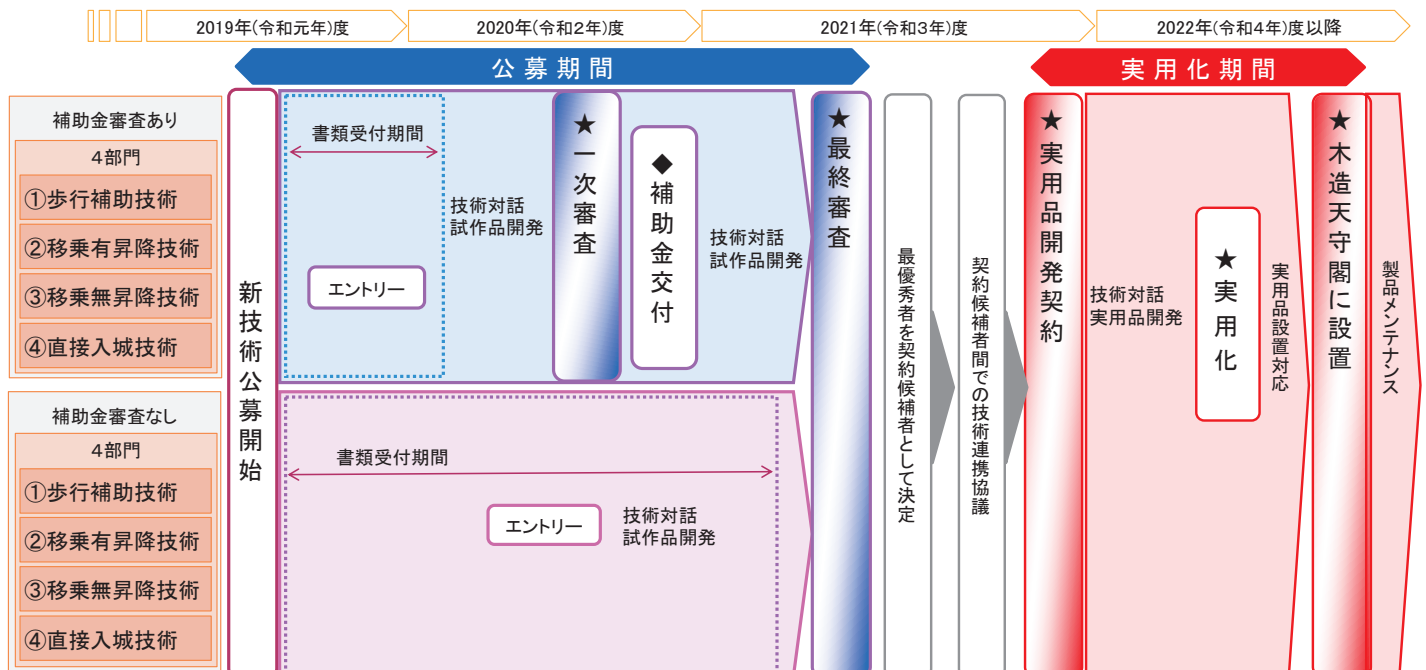 2019年(令和元年)度
2020年(令和2年)度
2021年(令和3年)度
2022年(令和4年)度以降
公募期間
実用化期間
補助金審査あり
4部門
①歩行補助技術
②移乗有昇降技術
③移乗無昇降技術
④直接入城技術
補助金審査なし
4部門
①歩行補助技術
②移乗有昇降技術
③移乗無昇降技術
④直接入城技術
新技術公募開始
書類受付期間
エントリー
技術対話
試作品開発
★一次審査
◆補助金交付
技術対話
試作品開発
書類受付期間
エントリー
技術対話
試作品開発
★最終審査
最優秀者を契約候補者として決定
契約候補者間での技術連携協議
★実用品開発契約
技術対話
実用品開発
★実用化
実用品設置対応
★木造天守閣に設置
製品メンテナンス